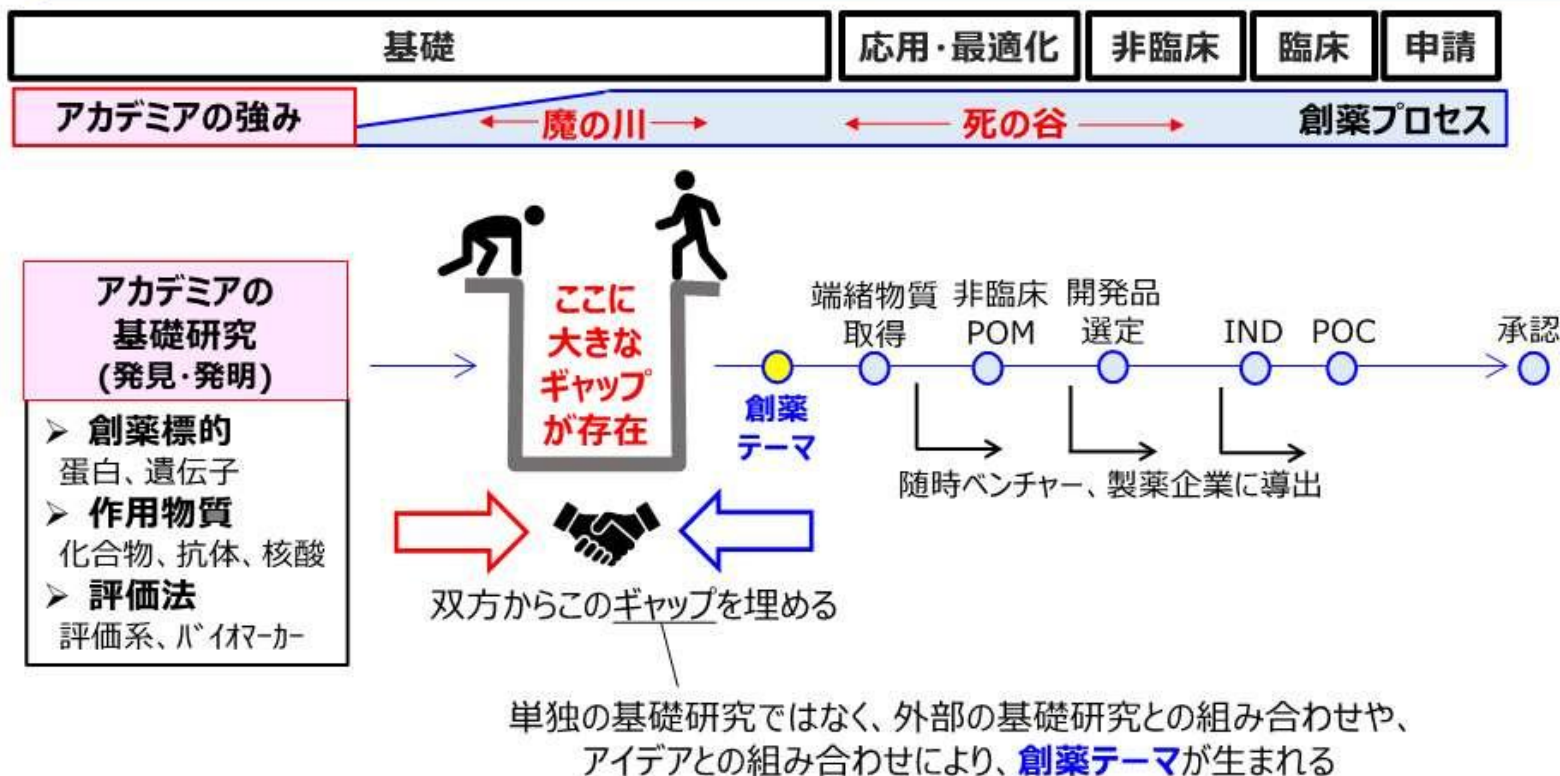 基礎
応用・最適化
非臨床
臨床
申請
アカデミアの強み
魔の川
死の谷
創薬プロセス
アカデミアの
基礎研究
(発見・発明)
➢ 創薬標的
蛋白、遺伝子
➢ 作用物質
化合物、抗体、核酸
➢ 評価法
評価系、バイオマーカー
ここに
大きな
ギャップ
が存在
創薬
テーマ
端緒物質
取得
非臨床
POM
開発品
選定
IND
POC
承認
随時ベンチャー、製薬企業に導出
双方からこのギャップを埋める
単独の基礎研究ではなく、外部の基礎研究との組み合わせや、
アイデアとの組み合わせにより、創薬テーマが生まれる